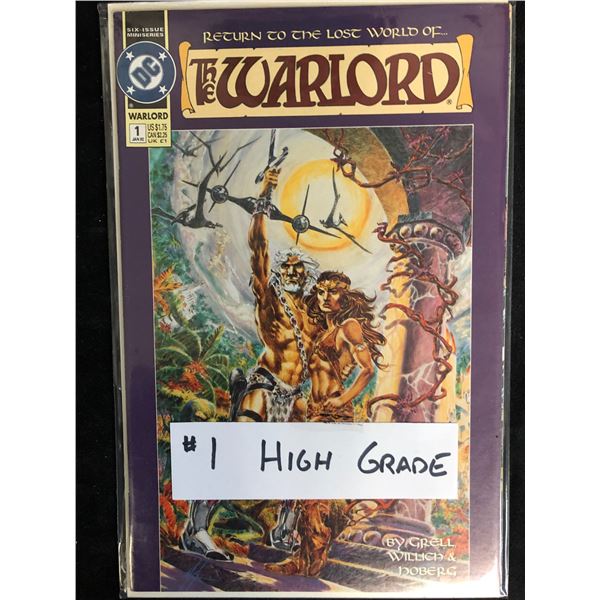 SIX-ISSUE
MINISERIES
DC
WARLORD
1
JAN 92
US $1.75
CAN $2.25
UK £1
RETURN TO THE LOST WORLD OF...
THE WARLORD®
#1 HIGH GRADE
BY GRELL
WILLICH &
HOBERG